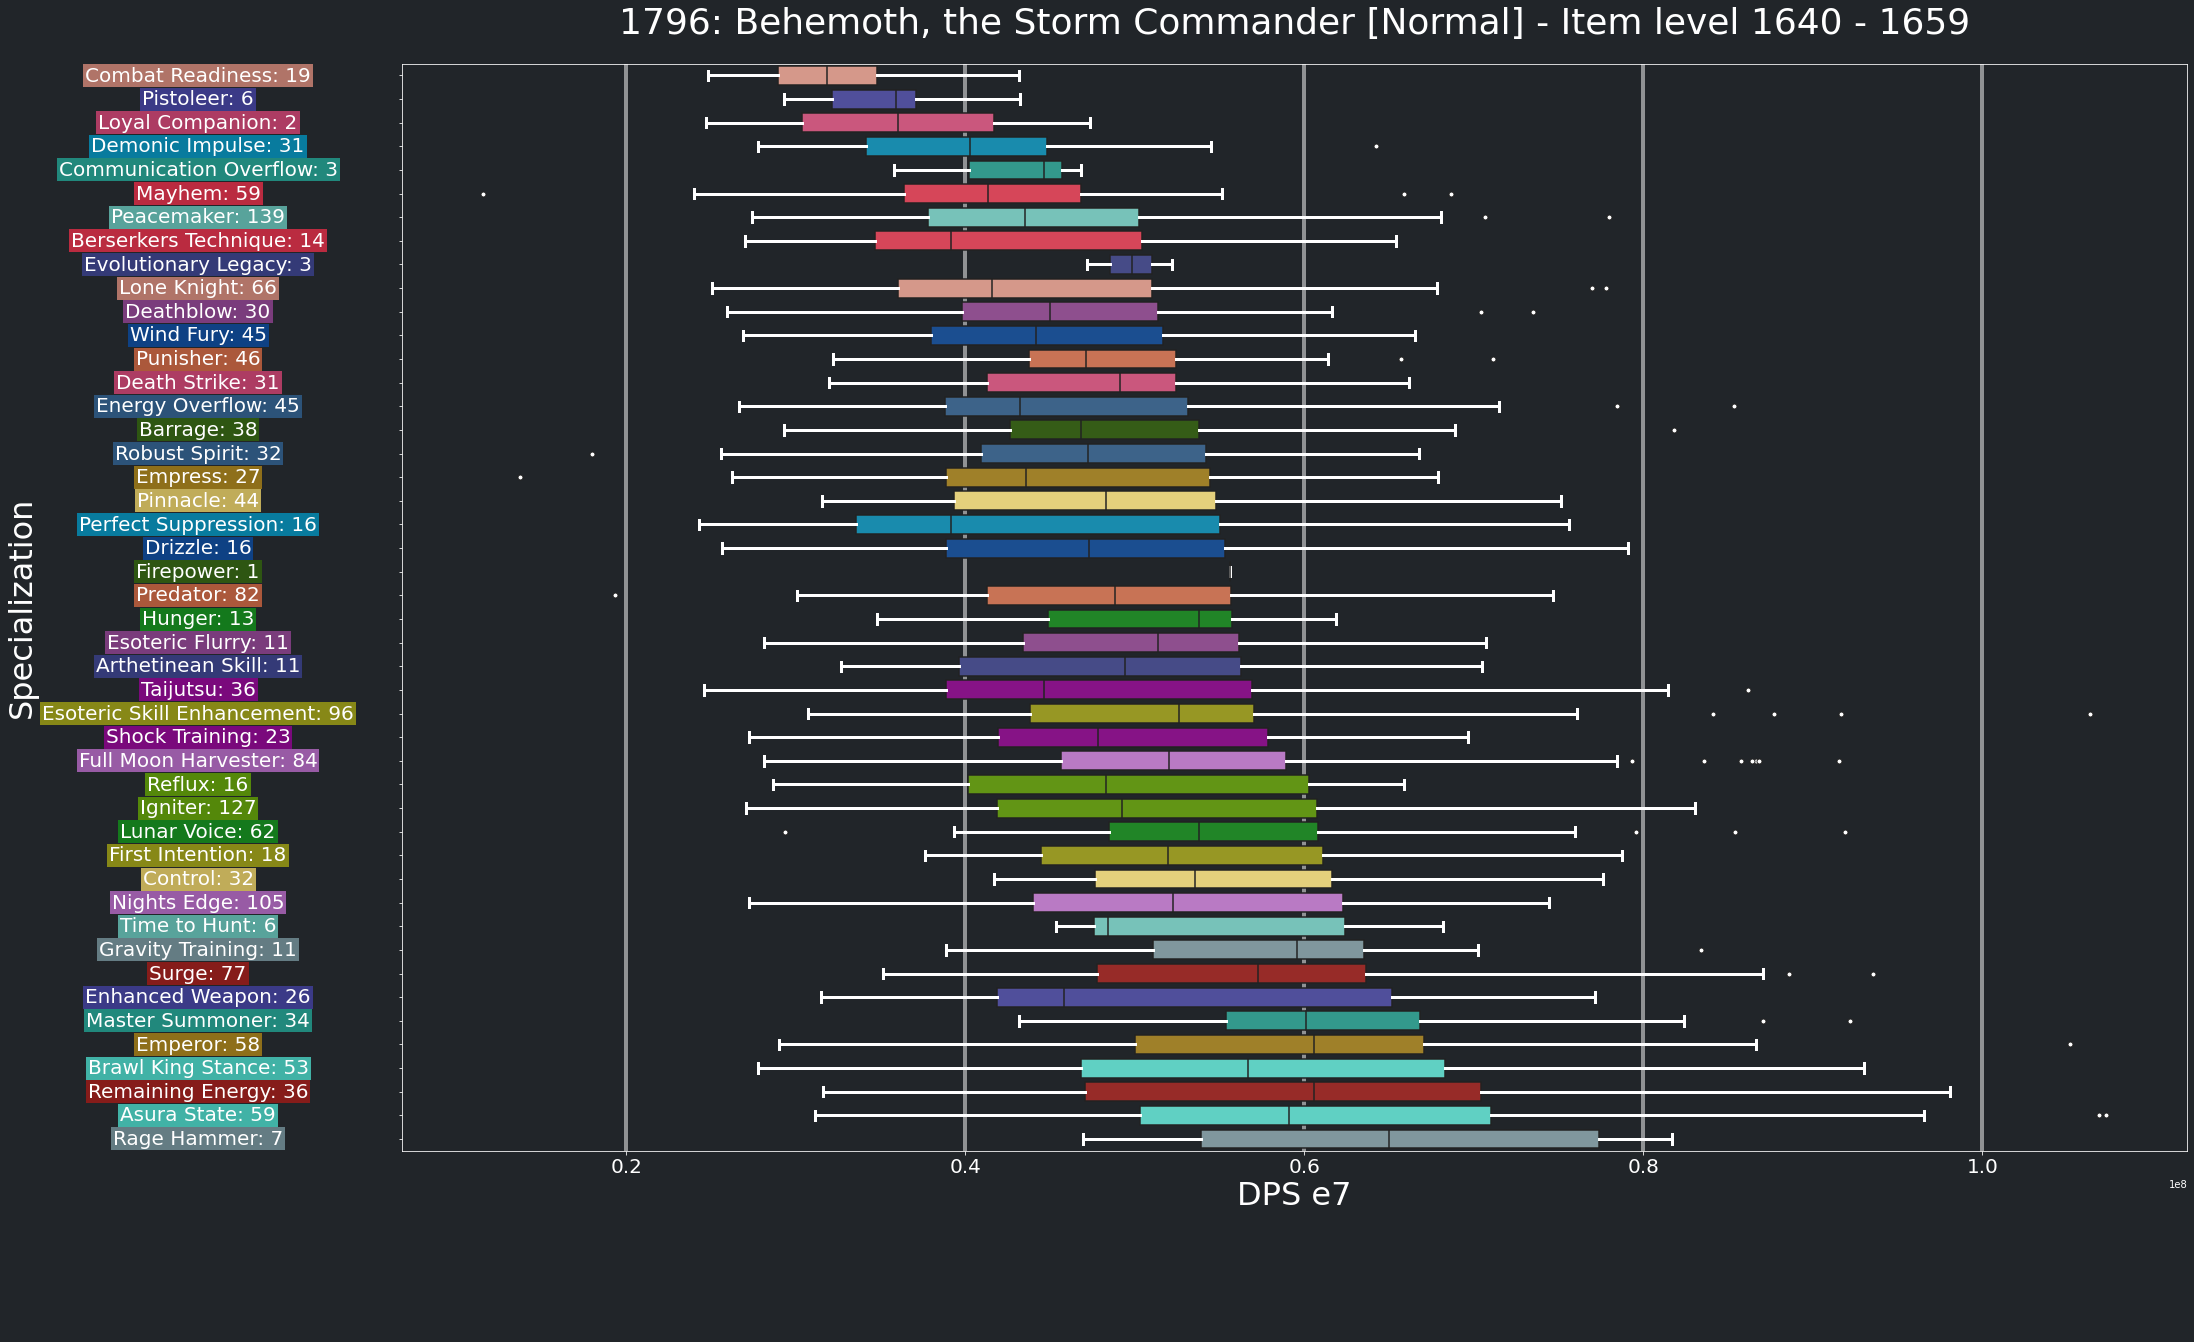 1796: Behemoth, the Storm Commander [Normal] - Item level 1640 - 1659
Combat Readiness: 19
Pistoleer: 6
Loyal Companion: 2
Demonic Impulse: 31
Communication Overflow: 3
Mayhem: 59
Peacemaker: 139
Berserkers Technique: 14
Evolutionary Legacy: 3
Lone Knight: 66
Deathblow: 30
Wind Fury: 45
Punisher: 46
Death Strike: 31
Energy Overflow: 45
Barrage: 38
Robust Spirit: 32
Empress: 27
Pinnacle: 44
Perfect Suppression: 16
Drizzle: 16
Firepower: 1
Predator: 82
Hunger: 13
Esoteric Flurry: 11
Arthetinean Skill: 11
Taijutsu: 36
Esoteric Skill Enhancement: 96
Shock Training: 23
Full Moon Harvester: 84
Reflux: 16
Igniter: 127
Lunar Voice: 62
First Intention: 18
Control: 32
Nights Edge: 105
Time to Hunt: 6
Gravity Training: 11
Surge: 77
Enhanced Weapon: 26
Master Summoner: 34
Emperor: 58
Brawl King Stance: 53
Remaining Energy: 36
Asura State: 59
Rage Hammer: 7
Specialization
0.2 0.4 0.6 0.8 1.0
DPS e7
1e8